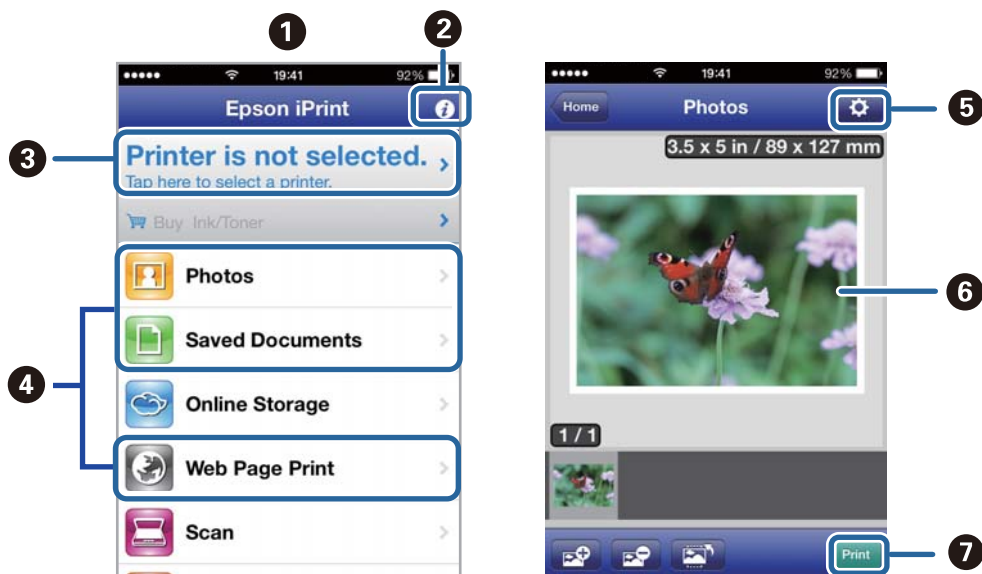 1
2
19:41
92%
Epson iPrint
i
3
Printer is not selected.
Tap here to select a printer.
Buy Ink/Toner
Photos
Saved Documents
4
Online Storage
Web Page Print
Scan
19:41
92%
Home
Photos
5
3.5 x 5 in / 89 x 127 mm
6
1 / 1
Print
7